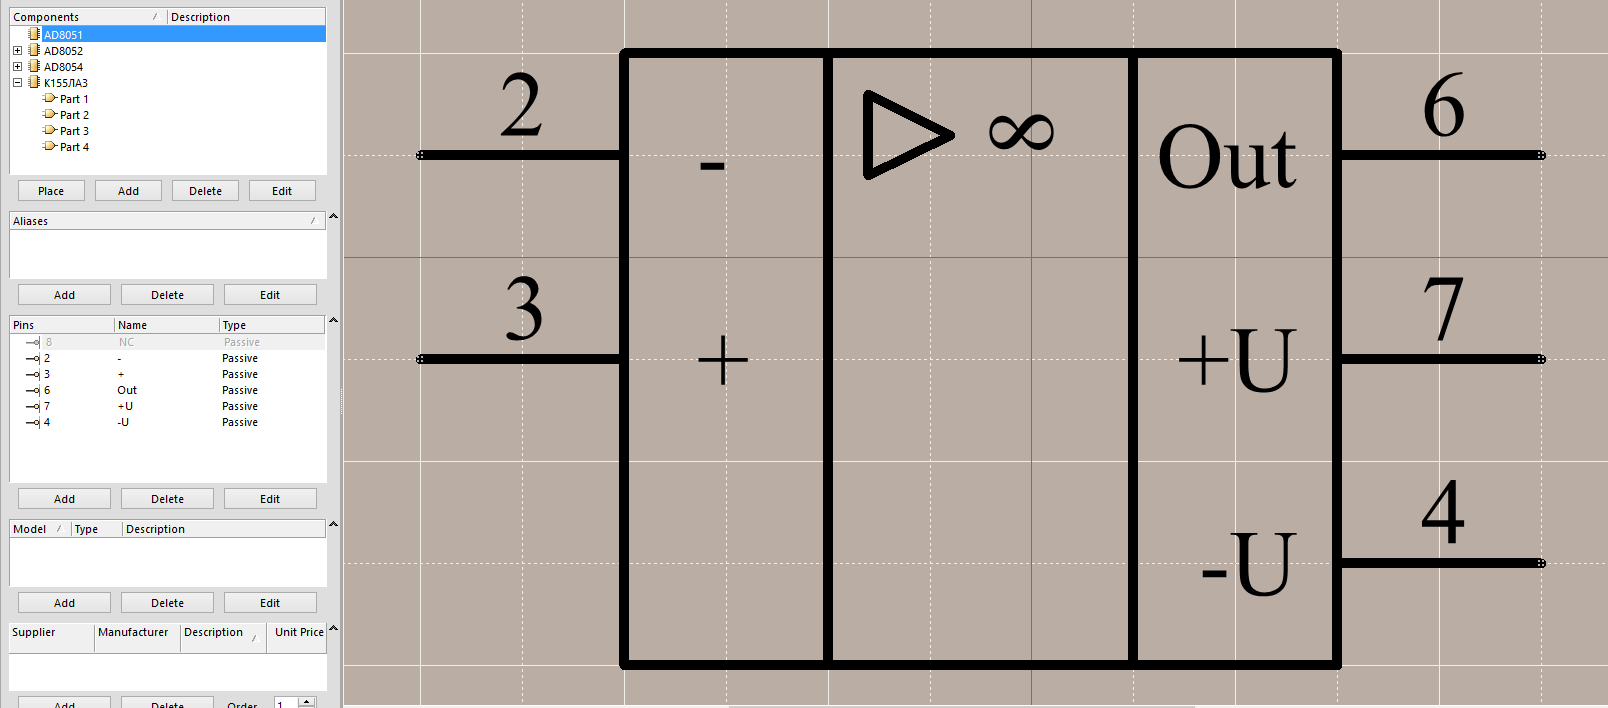 Components Description
AD8051
AD8052
AD8054
К155ЛА3
Part 1
Part 2
Part 3
Part 4
Place Add Delete Edit
Aliases
Add Delete Edit
Pins Name Type
8 NC Passive
2 - Passive
3 + Passive
6 Out Passive
7 +U Passive
4 -U Passive
Add Delete Edit
Model Type Description
Add Delete Edit
Supplier Manufacturer Description Unit Price
Add Delete Order 1
2 - ∞ Out 6
3 + +U 7
-U 4